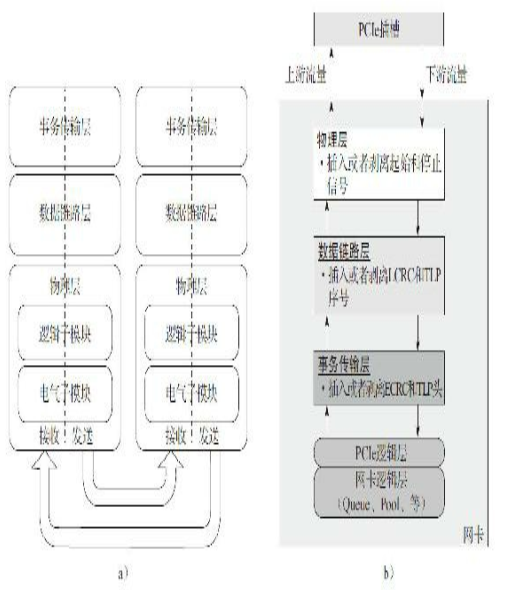 事务传输层
事务传输层
数据链路层
数据链路层
物理层
物理层
逻辑子模块
逻辑子模块
电气子模块
电气子模块
接收
发送
接收
发送
a)
PCIe插槽
上游流量
下游流量
物理层
·插入或者剥离起始和停止
信号
数据链路层
·插入或者剥离LCRC和TLP
序号
事务传输层
·插入或者剥离ECRC和TLP头
PCIe逻辑层
网卡逻辑层
(Queue、Pool、等)
网卡
b)